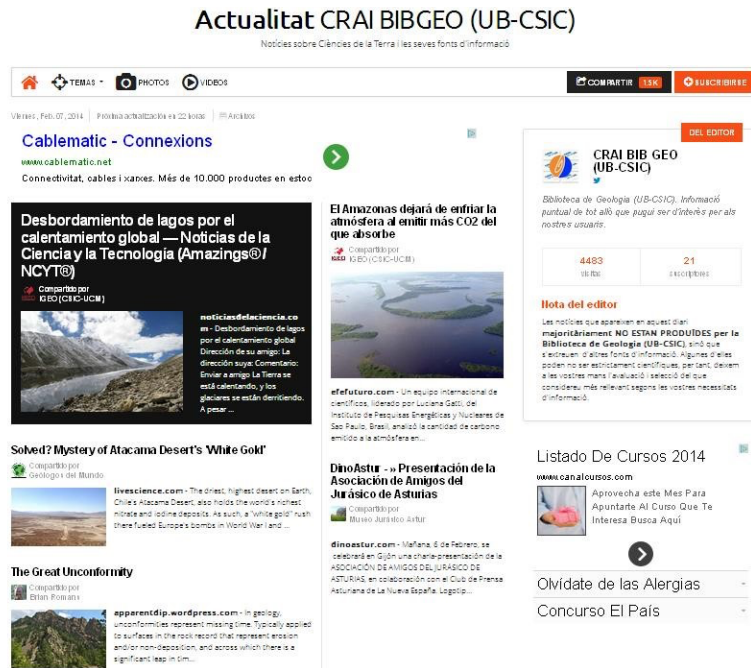 Actualitat CRAI BIBGEO (UB-CSIC)
Notícies sobre Ciències de la Terra i les seves fonts d'informació
TEMAS
PHOTOS
VIDEOS
COMPARTIR 15K
SUSCRIBIRSE
Viernes, Feb. 07, 2014
Próxima actualización en 22 horas
Archivos
Cablematic - Connexions
www.cablematic.net
Connectivitat, cables i xarxes. Més de 10.000 productes en estoc
Desbordamiento de lagos por el
calentamiento global — Noticias de la
Ciencia y la Tecnología (Amazings® /
NCYT®)
Compartido por
IGEO (CSIC-UCM)
noticiasdelaciencia.co
m - Desbordamiento de lagos
por el calentamiento global
Dirección de su amigo: La
dirección suya: Comentario:
Enviar a amigo La Tierra se
está calentando, y los
glaciares se están derritiendo.
A pesar ...
Solved? Mystery of Atacama Desert's 'White Gold'
Compartido por
Geólogos del Mundo
livescience.com - The driest, highest desert on Earth,
Chile's Atacama Desert, also holds the world's richest
nitrate and iodine deposits. As such, a "white gold" rush
there fueled Europe's bombs in World War I and ...
The Great Unconformity
Compartido por
Brian Romans
apparentdip.wordpress.com - In geology,
unconformities represent missing time. Typically applied
to surfaces in the rock record that represent erosion
and/or non-deposition, and across which there is a
significant leap in tim...
El Amazonas dejará de enfriar la
atmósfera al emitir más CO2 del
que absorbe
Compartido por
IGEO (CSIC-UCM)
efefuturo.com - Un equipo internacional de
científicos, liderado por Luciana Gatti, del
Instituto de Pesquisas Energéticas y Nucleares de
Sao Paulo, Brasil, analizó la cantidad de carbono
emitido a la atmósfera en...
DinoAstur - » Presentación de la
Asociación de Amigos del
Jurásico de Asturias
Compartido por
Museo Jurásico Astur
dinoastur.com - Mañana, 6 de Febrero, se
celebrará en Gijón una charla-presentación de la
ASOCIACIÓN DE AMIGOS DEL JURÁSICO DE
ASTURIAS, en colaboración con el Club de Prensa
Asturiana de La Nueva España. Logotip...
DEL EDITOR
CRAI BIB GEO
(UB-CSIC)
Biblioteca de Geologia (UB-CSIC). Informació
puntual de tot allò que pugui ser d'interès per als
nostres usuaris.
4483
visitas
21
suscriptores
Nota del editor
Les notícies que apareixen en aquest diari
majoritàriament NO ESTAN PRODUÏDES per la
Biblioteca de Geologia (UB-CSIC), sinó que
s'extreuen d'altres fonts d'informació. Algunes d'elles
poden no ser estrictament científiques, per tant, deixem
a les vostres mans l'avaluació i selecció del que
considereu més rellevant segons les vostres necessitats
d'informació.
Listado De Cursos 2014
www.canalcursos.com
Aprovecha este Mes Para
Apuntarte Al Curso Que Te
Interesa Busca Aquí
Olvídate de las Alergias
Concurso El País